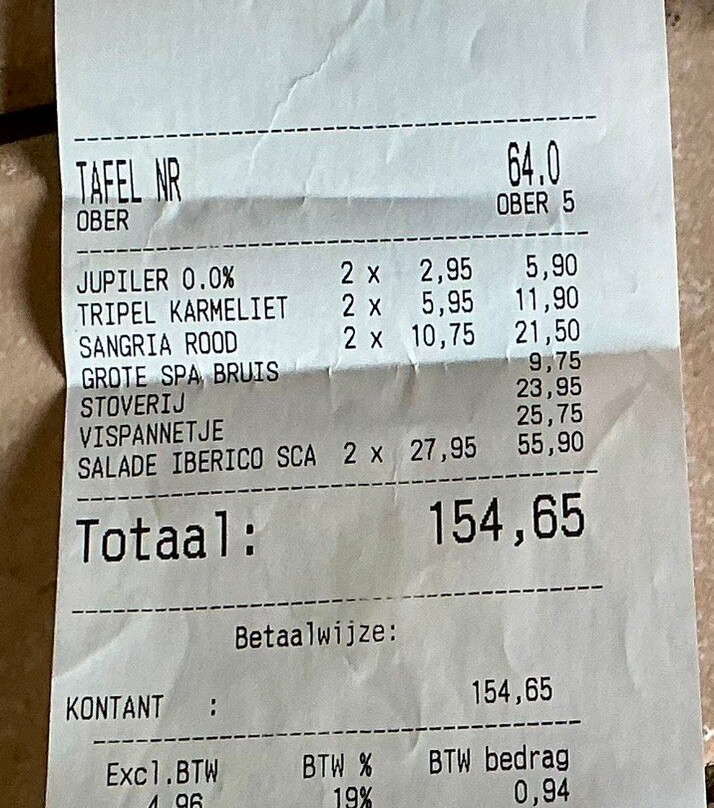 TAFEL NR 64.0
OBER OBER 5
JUPILER 0.0% 2 x 2,95 5,90
TRIPEL KARMELIET 2 x 5,95 11,90
SANGRIA ROOD 2 x 10,75 21,50
GROTE SPA BRUIS 9,75
STOVERIJ 23,95
VISPANNETJE 25,75
SALADE IBERICO SCA 2 x 27,95 55,90
Totaal: 154,65
Betaalwijze:
KONTANT : 154,65
Excl.BTW BTW % BTW bedrag
4,96 19% 0,94